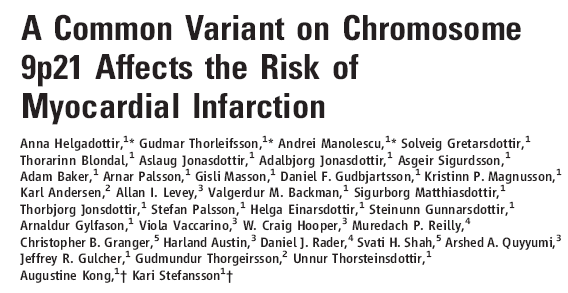 A Common Variant on Chromosome
9p21 Affects the Risk of
Myocardial Infarction
Anna Helgadottir,¹* Gudmar Thorleifsson,¹* Andrei Manolescu,¹* Solveig Gretarsdottir,¹
Thorarinn Blondal,¹ Aslaug Jonasdottir,¹ Adalbjorg Jonasdottir,¹ Asgeir Sigurdsson,¹
Adam Baker,¹ Arnar Palsson,¹ Gisli Masson,¹ Daniel F. Gudbjartsson,¹ Kristinn P. Magnusson,¹
Karl Andersen,² Allan I. Levey,³ Valgerdur M. Backman,¹ Sigurborg Matthiasdottir,¹
Thorbjorg Jonsdottir,¹ Stefan Palsson,¹ Helga Einarsdottir,¹ Steinunn Gunnarsdottir,¹
Arnaldur Gylfason,¹ Viola Vaccarino,³ W. Craig Hooper,³ Muredach P. Reilly,⁴
Christopher B. Granger,⁵ Harland Austin,³ Daniel J. Rader,⁴ Svati H. Shah,⁵ Arshed A. Quyyumi,³
Jeffrey R. Gulcher,¹ Gudmundur Thorgeirsson,² Unnur Thorsteinsdottir,¹
Augustine Kong,¹† Kari Stefansson¹†